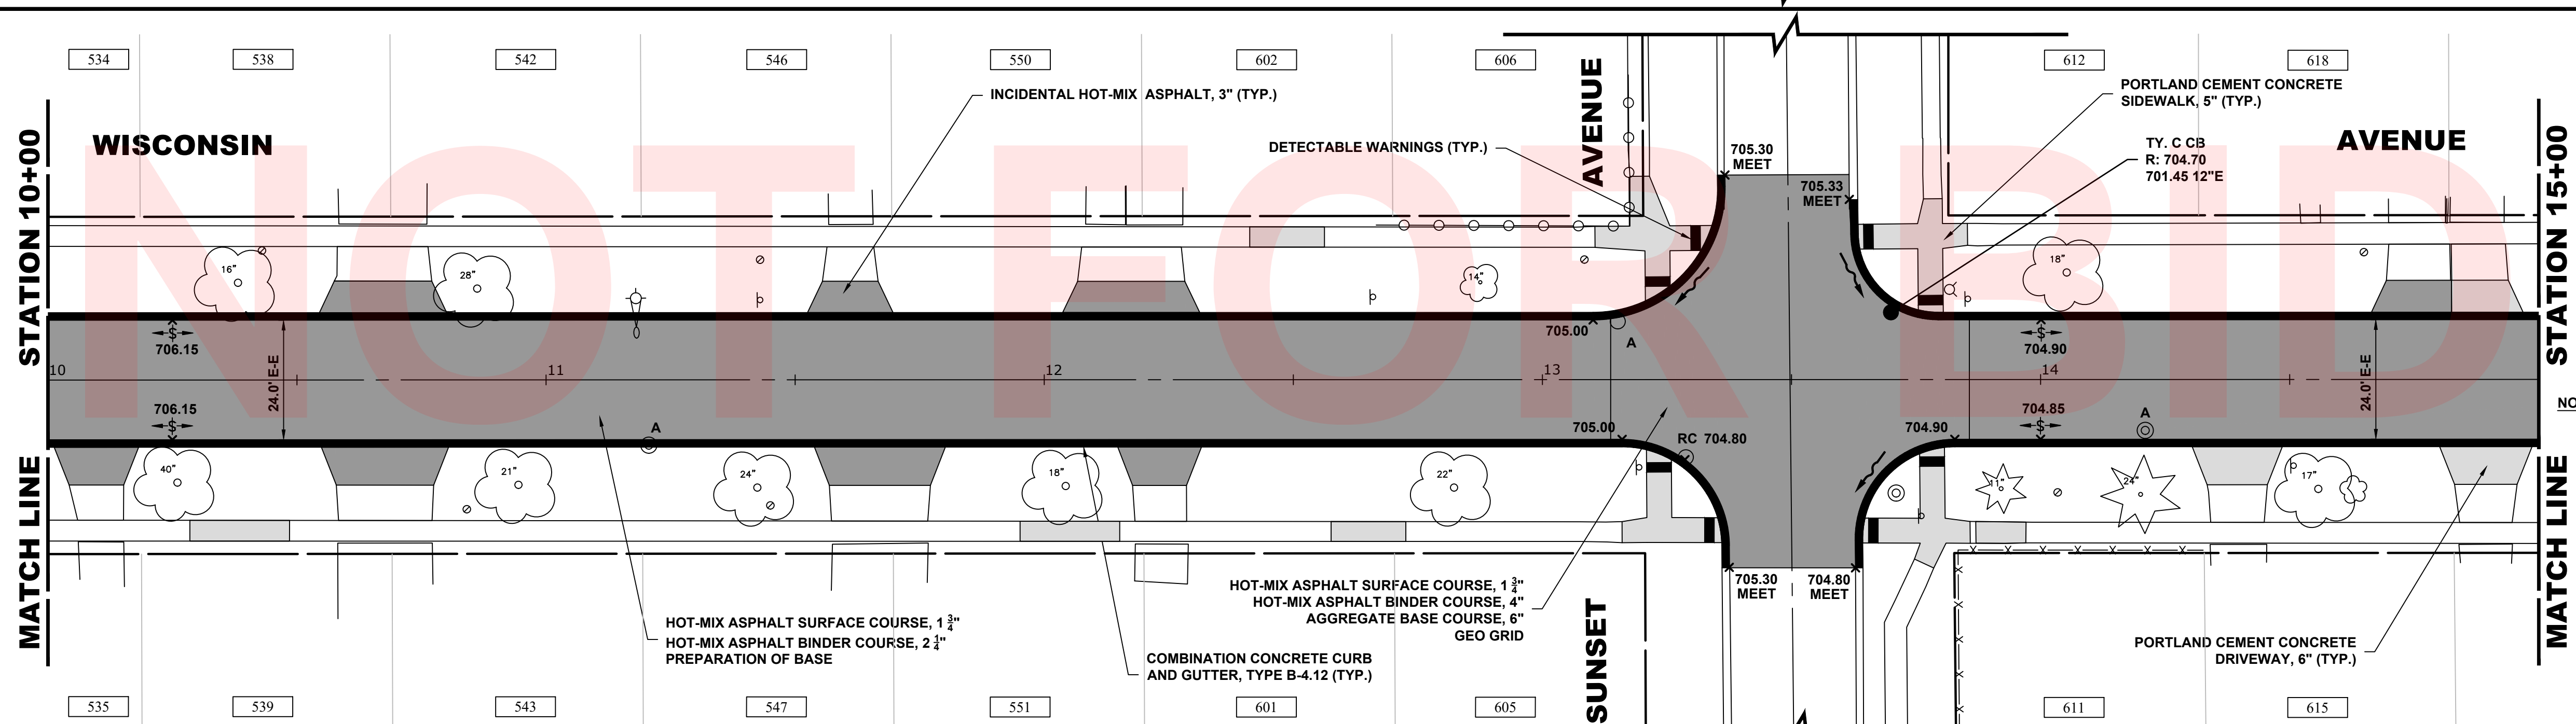 534
538
542
546
550
602
606
612
618
INCIDENTAL HOT-MIX ASPHALT, 3" (TYP.)
PORTLAND CEMENT CONCRETE
SIDEWALK, 5" (TYP.)
WISCONSIN
AVENUE
AVENUE
DETECTABLE WARNINGS (TYP.)
705.30
MEET
705.33
MEET
TY. C CB
R: 704.70
701.45 12"E
NOT FOR BID
STATION 10+00
STATION 15+00
16"
28"
14"
18"
706.15
S
705.00
A
S
704.90
10
11
12
13
14
24.0' E-E
24.0' E-E
706.15
S
A
705.00
RC 704.80
704.90
704.85
S
A
NO
40"
21"
24"
18"
22"
11"
24"
17"
MATCH LINE
MATCH LINE
HOT-MIX ASPHALT SURFACE COURSE, 1 3/4"
HOT-MIX ASPHALT BINDER COURSE, 2 1/4"
PREPARATION OF BASE
COMBINATION CONCRETE CURB
AND GUTTER, TYPE B-4.12 (TYP.)
HOT-MIX ASPHALT SURFACE COURSE, 1 3/4"
HOT-MIX ASPHALT BINDER COURSE, 4"
AGGREGATE BASE COURSE, 6"
GEO GRID
705.30
MEET
704.80
MEET
SUNSET
PORTLAND CEMENT CONCRETE
DRIVEWAY, 6" (TYP.)
535
539
543
547
551
601
605
611
615